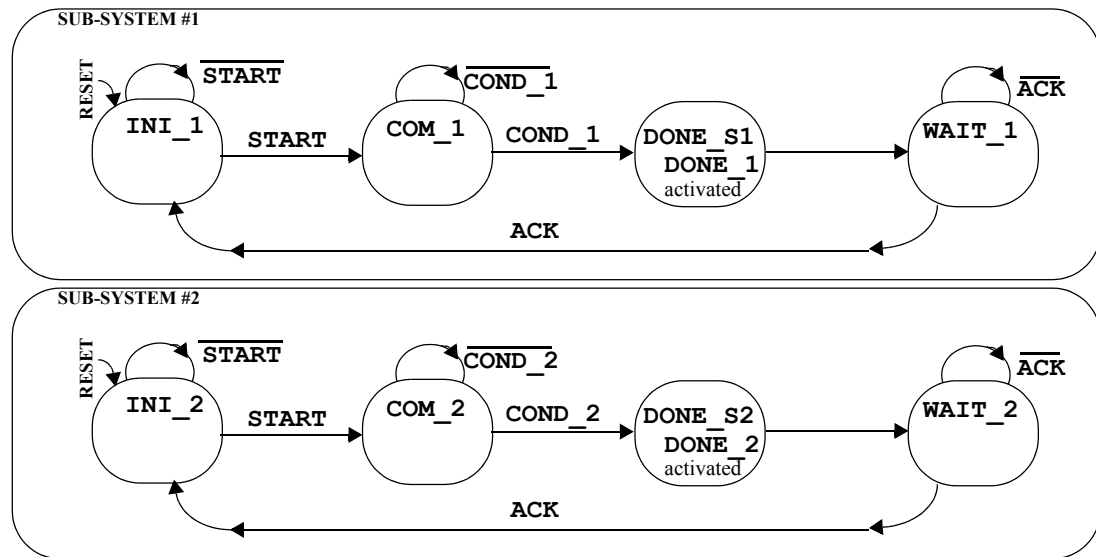 SUB-SYSTEM #1
RESET
START
INI_1
START
COND_1
COM_1
COND_1
DONE_S1
DONE_1
activated
ACK
WAIT_1
ACK
SUB-SYSTEM #2
RESET
START
INI_2
START
COND_2
COM_2
COND_2
DONE_S2
DONE_2
activated
ACK
WAIT_2
ACK